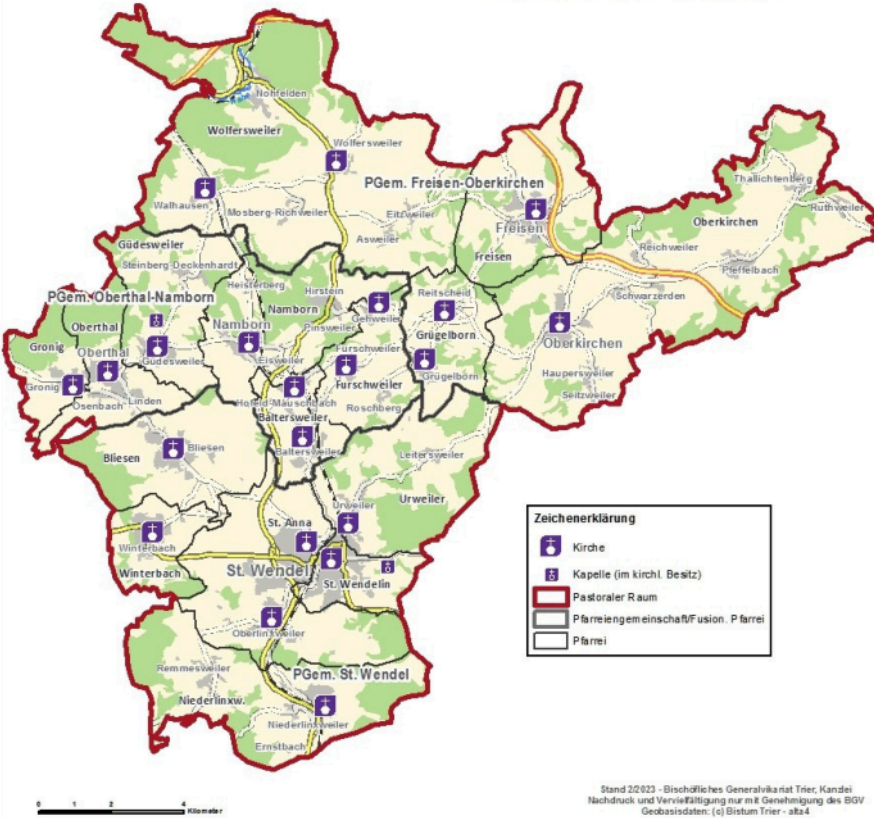 Nahe
Nohfelden
Wolfersweiler
Wolfersweiler
PGem. Freisen-Oberkirchen
Walhausen
Mosberg-Richweiler
Eitzweiler
Asweiler
Freisen
Freisen
Thallichtenberg
Ruthweiler
Oberkirchen
Reichweiler
Pfeffelbach
Schwarzerden
Güdesweiler
Steinberg-Deckenhardt
Heisterberg
Hirstein
PGem. Oberthal-Namborn
Namborn
Namborn
Pinsweiler
Gehweiler
Reitscheid
Grügelborn
Oberkirchen
Oberthal
Gronig
Oberthal
Güdesweiler
Eisweiler
Furschweiler
Furschweiler
Grügelborn
Haupersweiler
Seitzweiler
Gronig
Osenbach
Linden
Hofeld-Mauschbach
Roschberg
Baltersweiler
Baltersweiler
Bliesen
Bliesen
Leitersweiler
Urweiler
Urweiler
St. Anna
Winterbach
Winterbach
St. Wendel
St. Wendelin
Oberlinxweiler
Remmesweiler
PGem. St. Wendel
Niederlinxw.
Niederlinxweiler
Ernstbach
Zeichenerklärung
Kirche
Kapelle (im kirchl. Besitz)
Pastoraler Raum
Pfarreiengemeinschaft/Fusion. Pfarrei
Pfarrei
0 1 2 4
Kilometer
Stand 2/2023 - Bischöfliches Generalvikariat Trier, Kanzlei
Nachdruck und Vervielfältigung nur mit Genehmigung des BGV
Geobasisdaten: (c) Bistum Trier - alta4